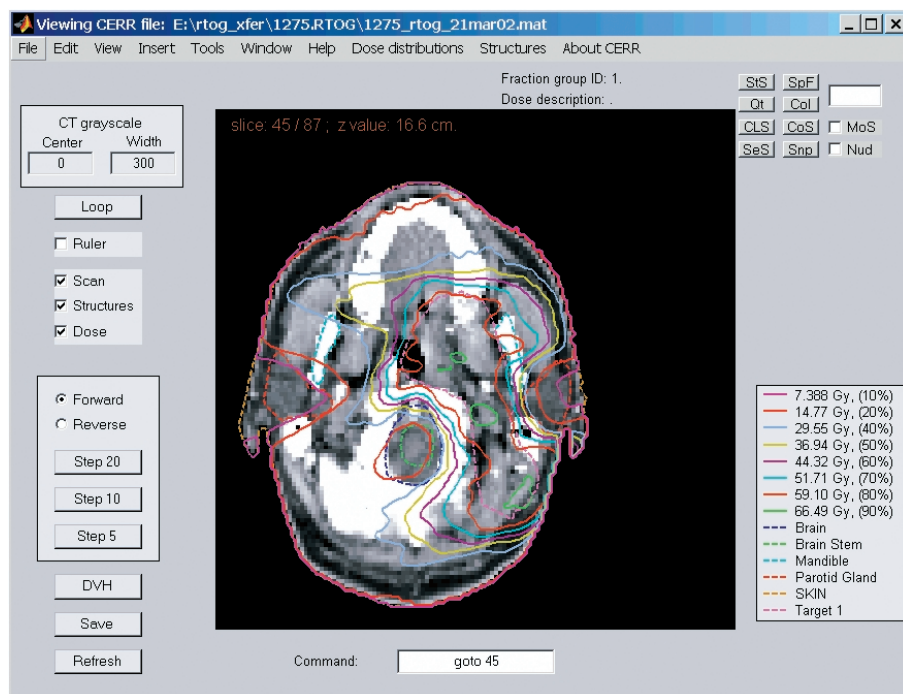 Viewing CERR file: E:\rtog_xfer\1275.RTOG\1275_rtog_21mar02.mat
File Edit View Insert Tools Window Help Dose distributions Structures About CERR
Fraction group ID: 1.
Dose description: .
StS SpF
Qt Col
CLS CoS MoS
SeS Snp Nud
CT grayscale
Center Width
0 300
slice: 45 / 87 ; z value: 16.6 cm.
Loop
Ruler
Scan
Structures
Dose
Forward
Reverse
Step 20
Step 10
Step 5
DVH
Save
Refresh
7.388 Gy, (10%)
14.77 Gy, (20%)
29.55 Gy, (40%)
36.94 Gy, (50%)
44.32 Gy, (60%)
51.71 Gy, (70%)
59.10 Gy, (80%)
66.49 Gy, (90%)
Brain
Brain Stem
Mandible
Parotid Gland
SKIN
Target 1
Command: goto 45